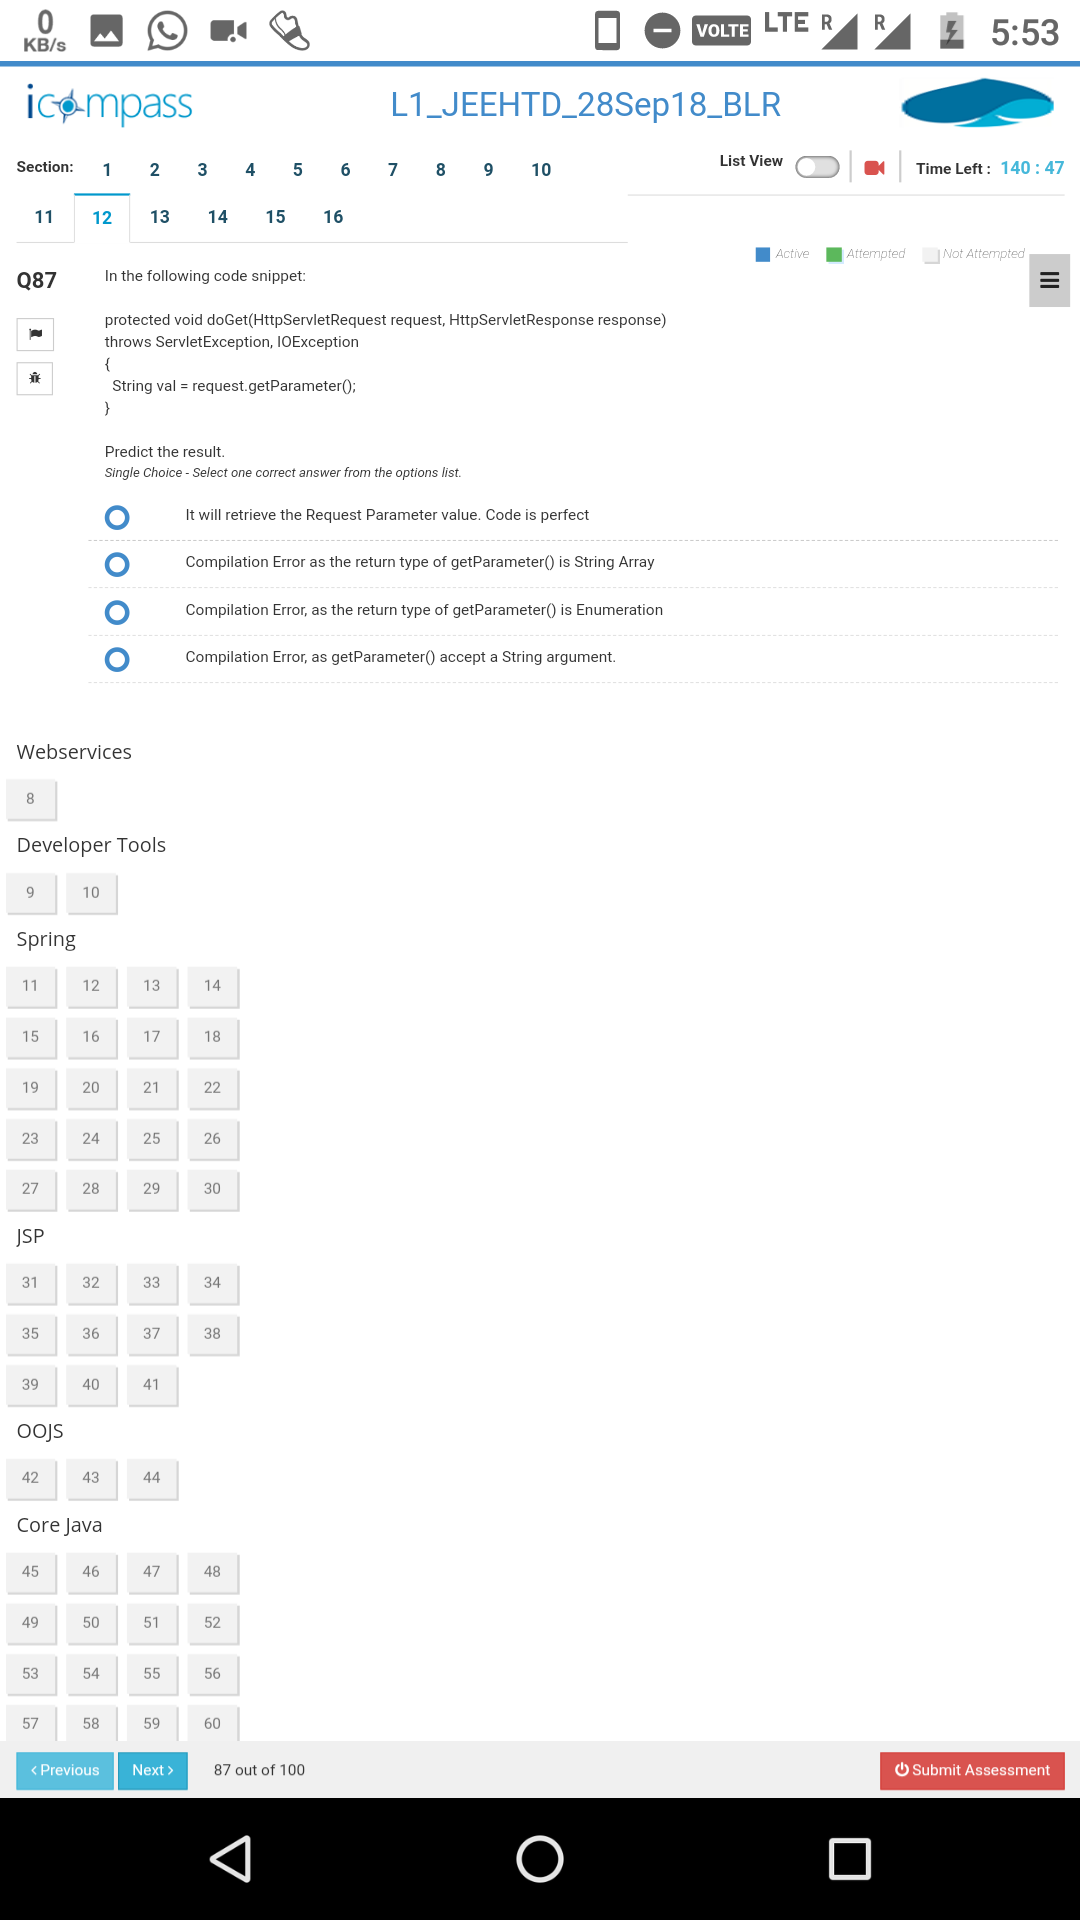 0
KB/s
VOLTE
LTE
R
R
5:53
icompass
L1_JEEHTD_28Sep18_BLR
Section:
1
2
3
4
5
6
7
8
9
10
List View
Time Left :
140 : 47
11
12
13
14
15
16
Active
Attempted
Not Attempted
Q87
In the following code snippet:
protected void doGet(HttpServletRequest request, HttpServletResponse response)
throws ServletException, IOException
{
String val = request.getParameter();
}
Predict the result.
Single Choice - Select one correct answer from the options list.
It will retrieve the Request Parameter value. Code is perfect
Compilation Error as the return type of getParameter() is String Array
Compilation Error, as the return type of getParameter() is Enumeration
Compilation Error, as getParameter() accept a String argument.
Webservices
8
Developer Tools
9
10
Spring
11
12
13
14
15
16
17
18
19
20
21
22
23
24
25
26
27
28
29
30
JSP
31
32
33
34
35
36
37
38
39
40
41
OOJS
42
43
44
Core Java
45
46
47
48
49
50
51
52
53
54
55
56
57
58
59
60
Previous
Next
87 out of 100
Submit Assessment